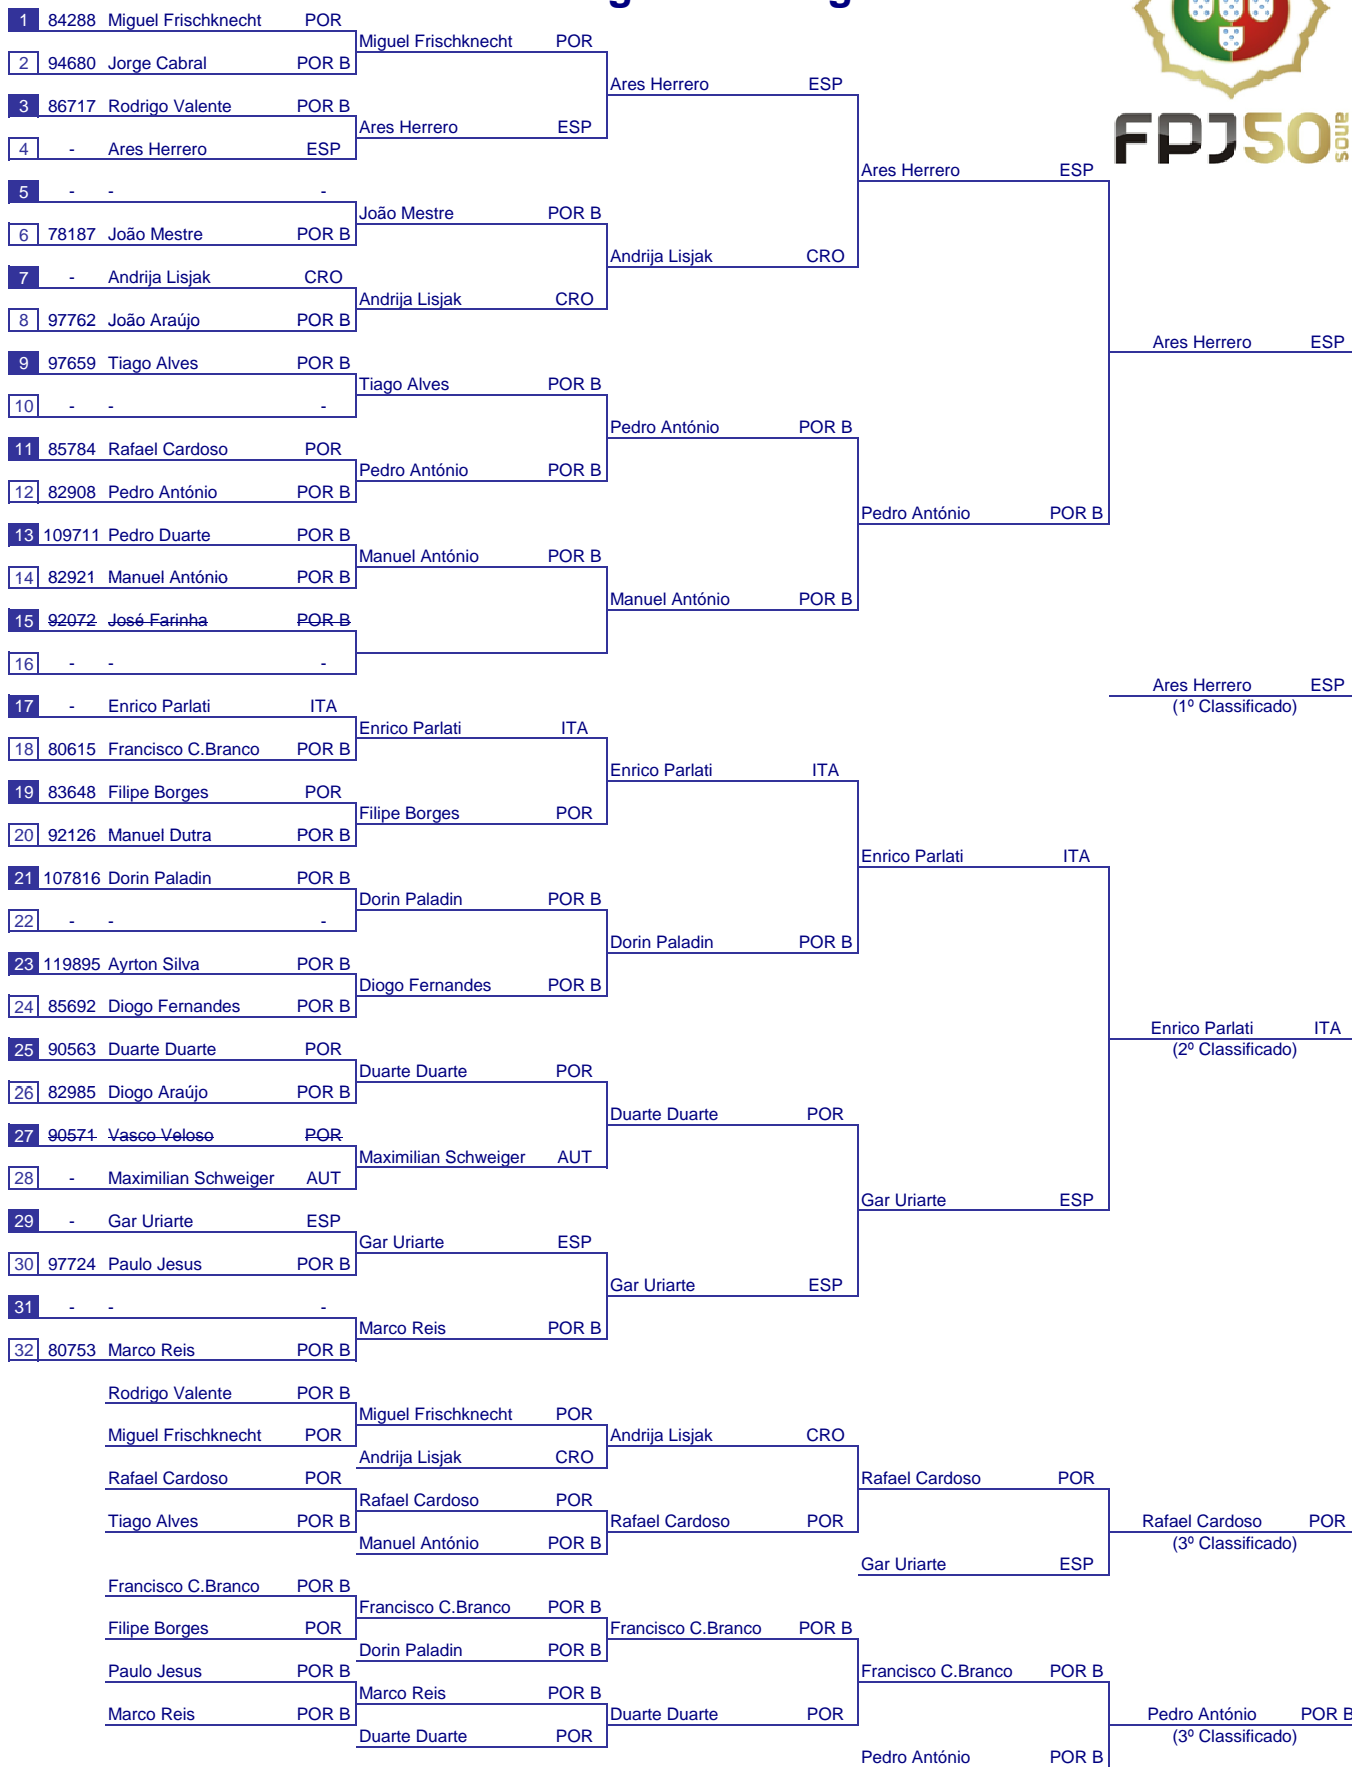 1 84288 Miguel Frischknecht POR
Miguel Frischknecht POR
2 94680 Jorge Cabral POR B
Ares Herrero ESP
3 86717 Rodrigo Valente POR B
Ares Herrero ESP
4 - Ares Herrero ESP
FPJ50 anos
Ares Herrero ESP
5 - - -
João Mestre POR B
6 78187 João Mestre POR B
Andrija Lisjak CRO
7 - Andrija Lisjak CRO
Andrija Lisjak CRO
8 97762 João Araújo POR B
Ares Herrero ESP
9 97659 Tiago Alves POR B
Tiago Alves POR B
10 - - -
Pedro António POR B
11 85784 Rafael Cardoso POR
Pedro António POR B
12 82908 Pedro António POR B
Pedro António POR B
13 109711 Pedro Duarte POR B
Manuel António POR B
14 82921 Manuel António POR B
Manuel António POR B
15 92072 José Farinha POR B
16 - - -
Ares Herrero ESP
(1º Classificado)
17 - Enrico Parlati ITA
Enrico Parlati ITA
18 80615 Francisco C.Branco POR B
Enrico Parlati ITA
19 83648 Filipe Borges POR
Filipe Borges POR
20 92126 Manuel Dutra POR B
Enrico Parlati ITA
21 107816 Dorin Paladin POR B
Dorin Paladin POR B
22 - - -
Dorin Paladin POR B
23 119895 Ayrton Silva POR B
Diogo Fernandes POR B
24 85692 Diogo Fernandes POR B
Enrico Parlati ITA
(2º Classificado)
25 90563 Duarte Duarte POR
Duarte Duarte POR
26 82985 Diogo Araújo POR B
Duarte Duarte POR
27 90571 Vasco Veloso POR
Maximilian Schweiger AUT
28 - Maximilian Schweiger AUT
Gar Uriarte ESP
29 - Gar Uriarte ESP
Gar Uriarte ESP
30 97724 Paulo Jesus POR B
Gar Uriarte ESP
31 - - -
Marco Reis POR B
32 80753 Marco Reis POR B
Rodrigo Valente POR B
Miguel Frischknecht POR
Miguel Frischknecht POR
Andrija Lisjak CRO
Andrija Lisjak CRO
Rafael Cardoso POR
Rafael Cardoso POR
Rafael Cardoso POR
Tiago Alves POR B
Rafael Cardoso POR
Rafael Cardoso POR
(3º Classificado)
Manuel António POR B
Gar Uriarte ESP
Francisco C.Branco POR B
Francisco C.Branco POR B
Filipe Borges POR
Francisco C.Branco POR B
Dorin Paladin POR B
Paulo Jesus POR B
Francisco C.Branco POR B
Marco Reis POR B
Marco Reis POR B
Duarte Duarte POR
Pedro António POR B
(3º Classificado)
Duarte Duarte POR
Pedro António POR B